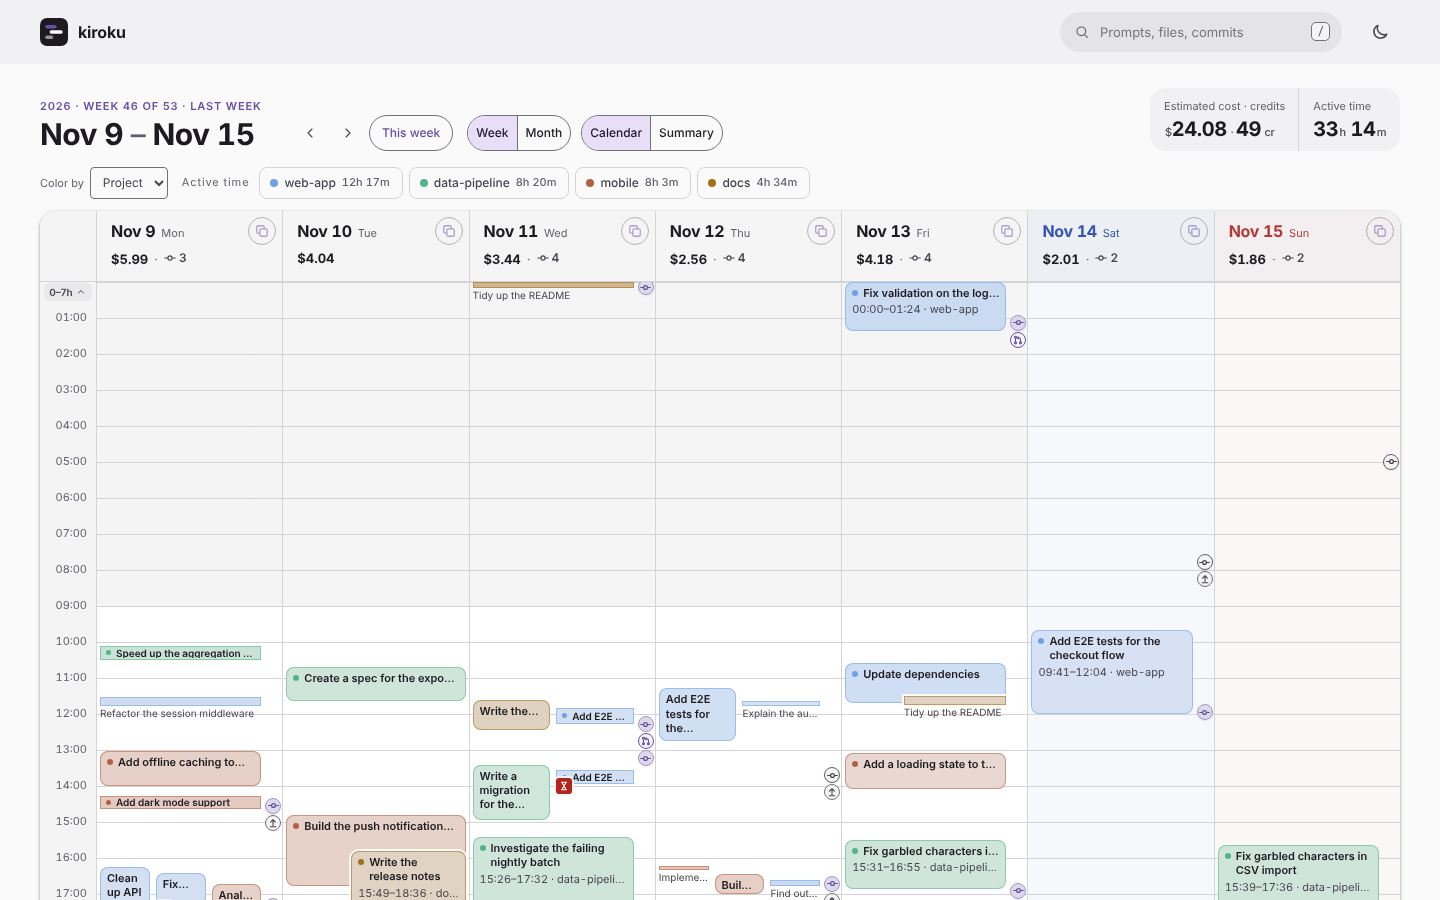 kiroku
Prompts, files, commits
/
2026 · WEEK 46 OF 53 · LAST WEEK
Nov 9 – Nov 15
This week
Week
Month
Calendar
Summary
Estimated cost · credits
$24.08 · 49 cr
Active time
33h 14m
Color by
Project
Active time
web-app 12h 17m
data-pipeline 8h 20m
mobile 8h 3m
docs 4h 34m
Nov 9 Mon
$5.99 · 3
Nov 10 Tue
$4.04
Nov 11 Wed
$3.44 · 4
Nov 12 Thu
$2.56 · 4
Nov 13 Fri
$4.18 · 4
Nov 14 Sat
$2.01 · 2
Nov 15 Sun
$1.86 · 2
0–7h
01:00
02:00
03:00
04:00
05:00
06:00
07:00
08:00
09:00
10:00
11:00
12:00
13:00
14:00
15:00
16:00
17:00
Speed up the aggregation ...
Refactor the session middleware
Add offline caching to...
Add dark mode support
Clean
up API
Fix...
Anal...
Create a spec for the expo...
Build the push notification...
Write the
release notes
15:49–18:36 · do...
Tidy up the README
Write the...
Add E2E ...
Write a
migration
for the...
Add E2E ...
Investigate the failing
nightly batch
15:26–17:32 · data-pipeli...
Add E2E
tests for
the...
Explain the au...
Impleme...
Buil...
Find out...
Fix validation on the log...
00:00–01:24 · web-app
Update dependencies
Tidy up the README
Add a loading state to t...
Fix garbled characters i...
15:31–16:55 · data-pipeli...
Add E2E tests for the
checkout flow
09:41–12:04 · web-app
Fix garbled characters in
CSV import
15:39–17:36 · data-pipeli...